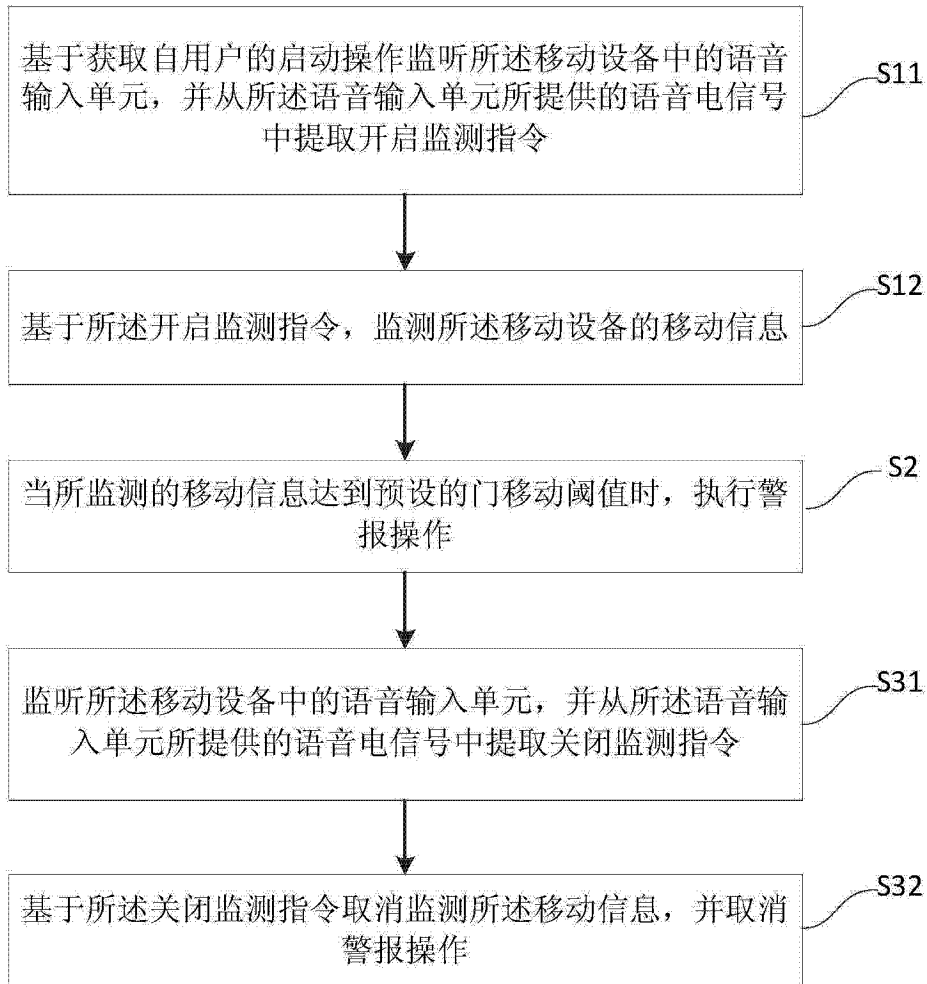 基于获取自用户的启动操作监听所述移动设备中的语音
输入单元，并从所述语音输入单元所提供的语音电信号
中提取开启监测指令
S11
基于所述开启监测指令，监测所述移动设备的移动信息
S12
当所监测的移动信息达到预设的门移动阈值时，执行警
报操作
S2
监听所述移动设备中的语音输入单元，并从所述语音输
入单元所提供的语音电信号中提取关闭监测指令
S31
基于所述关闭监测指令取消监测所述移动信息，并取消
警报操作
S32